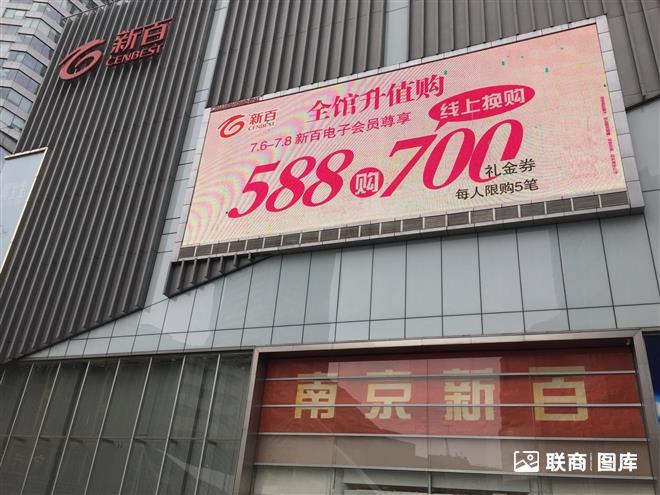 新百
CENBEST
新百
CENBEST
全馆升值购
7.6–7.8 新百电子会员尊享
线上换购
588购700
礼金券
每人限购5笔
南京新百
联商 图库